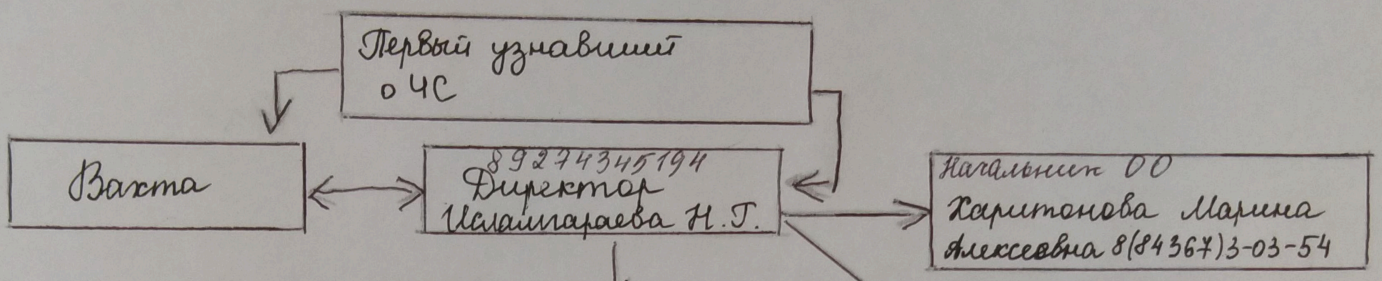 Первый узнавший
о ЧС
Вахта
89274345194
Директор
Исламгараева Н.Г.
Начальник ОО
Харитонова Марина
Алексеевна 8(84367)3-03-54